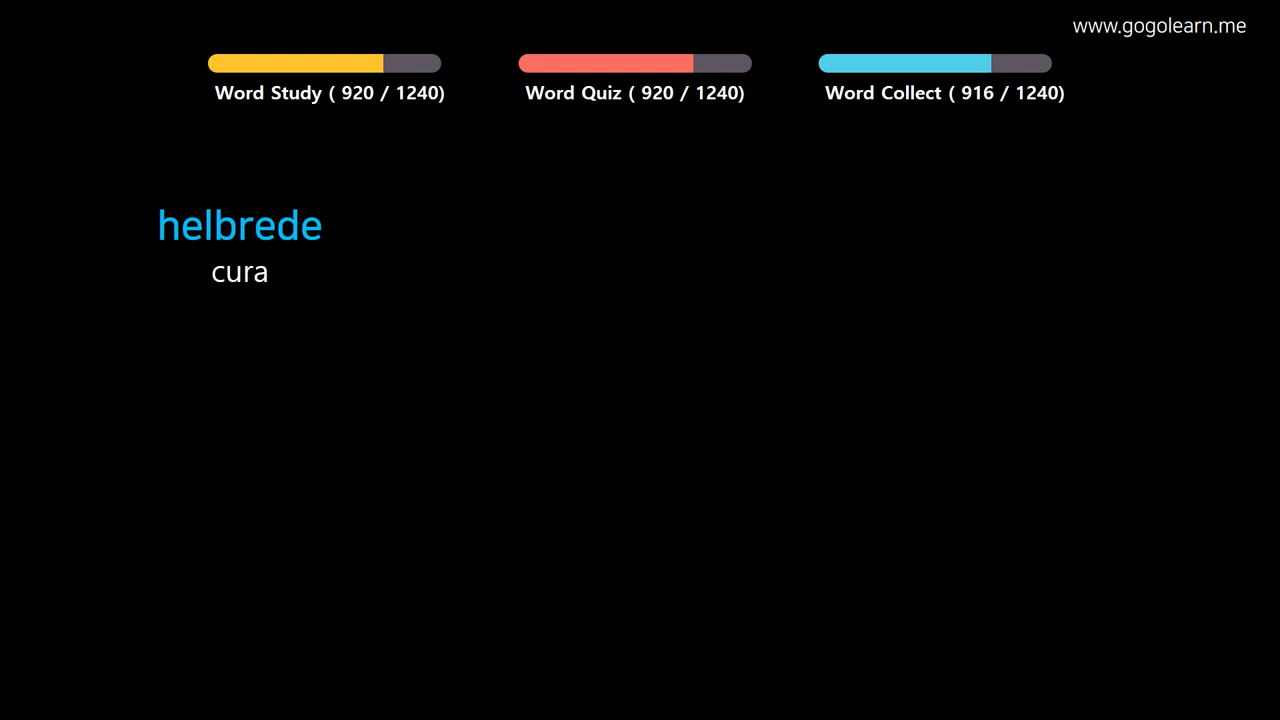 www.gogolearn.me
Word Study ( 920 / 1240)
Word Quiz ( 920 / 1240)
Word Collect ( 916 / 1240)
helbrede
cura